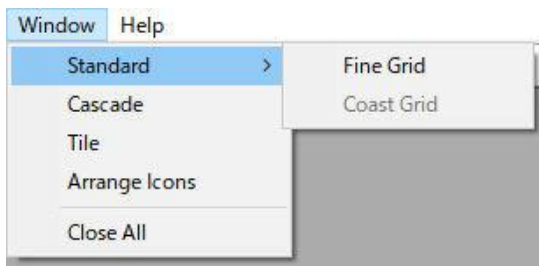 Window Help
Standard > Fine Grid
Cascade Coast Grid
Tile
Arrange Icons
Close All